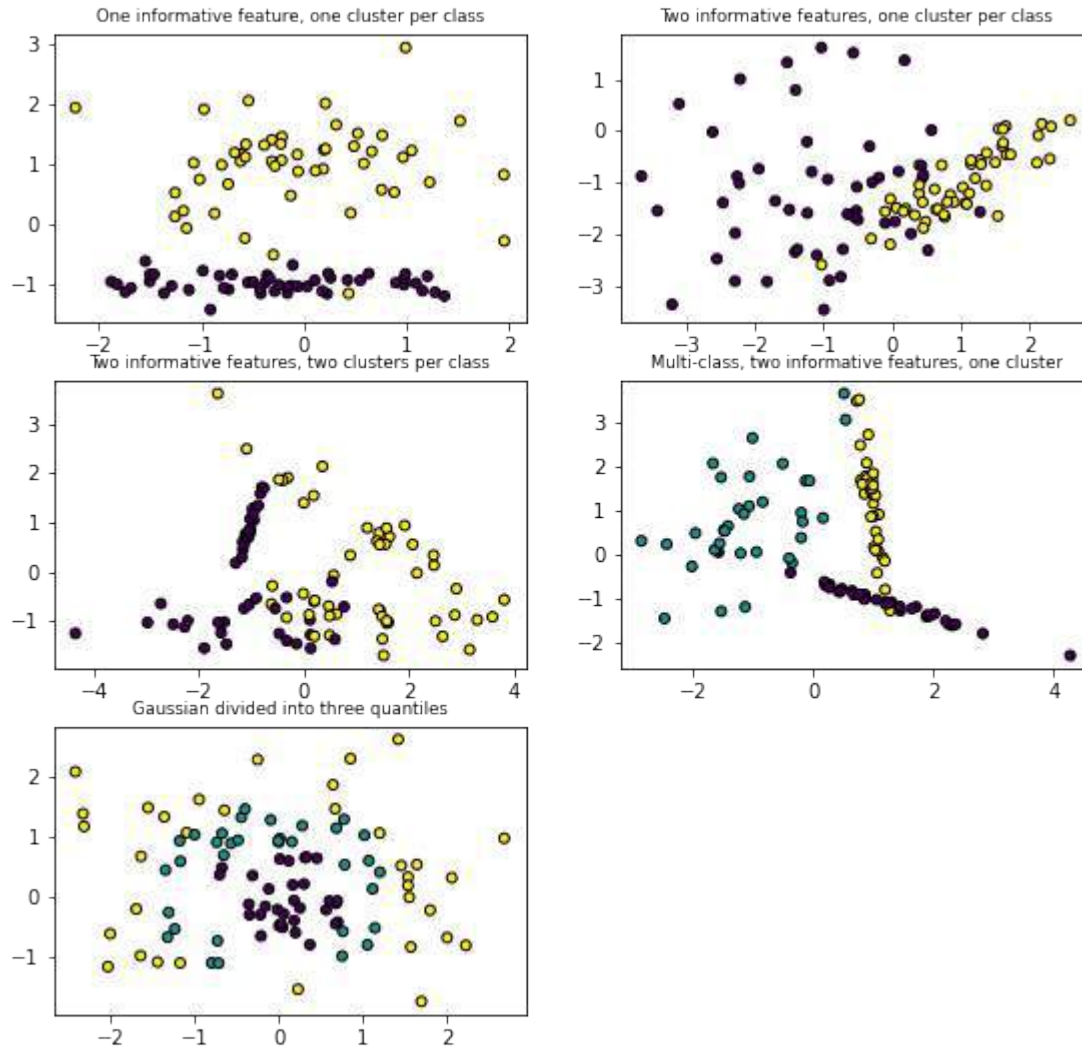 One informative feature, one cluster per class
3
2
1
0
−1
−2 −1 0 1 2
Two informative features, one cluster per class
1
0
−1
−2
−3
−3 −2 −1 0 1 2
Two informative features, two clusters per class
3
2
1
0
−1
−4 −2 0 2 4
Multi-class, two informative features, one cluster
3
2
1
0
−1
−2
−2 0 2 4
Gaussian divided into three quantiles
2
1
0
−1
−2 −1 0 1 2